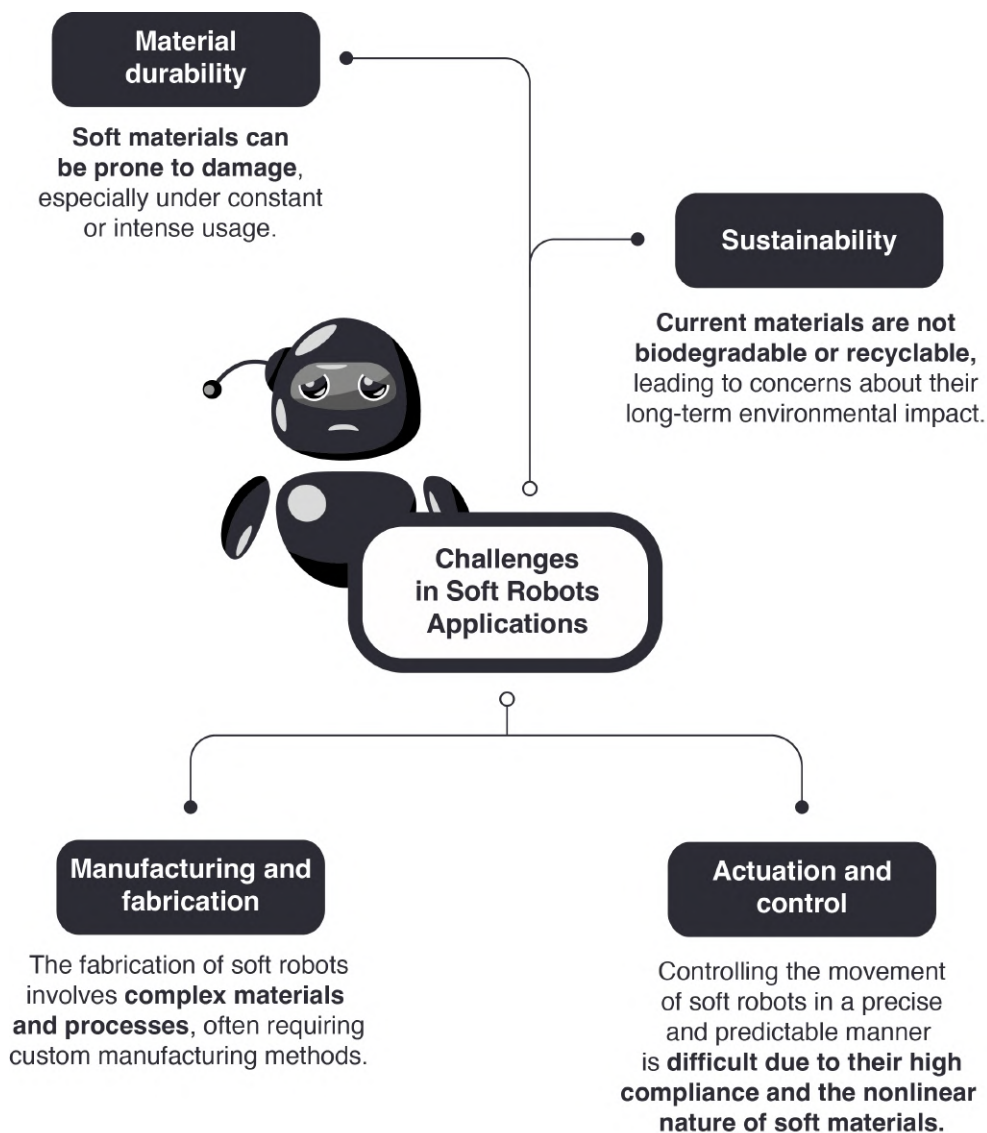 Material
durability
Soft materials can
be prone to damage,
especially under constant
or intense usage.
Sustainability
Current materials are not
biodegradable or recyclable,
leading to concerns about their
long-term environmental impact.
Challenges
in Soft Robots
Applications
Manufacturing and
fabrication
The fabrication of soft robots
involves complex materials
and processes, often requiring
custom manufacturing methods.
Actuation and
control
Controlling the movement
of soft robots in a precise
and predictable manner
is difficult due to their high
compliance and the nonlinear
nature of soft materials.